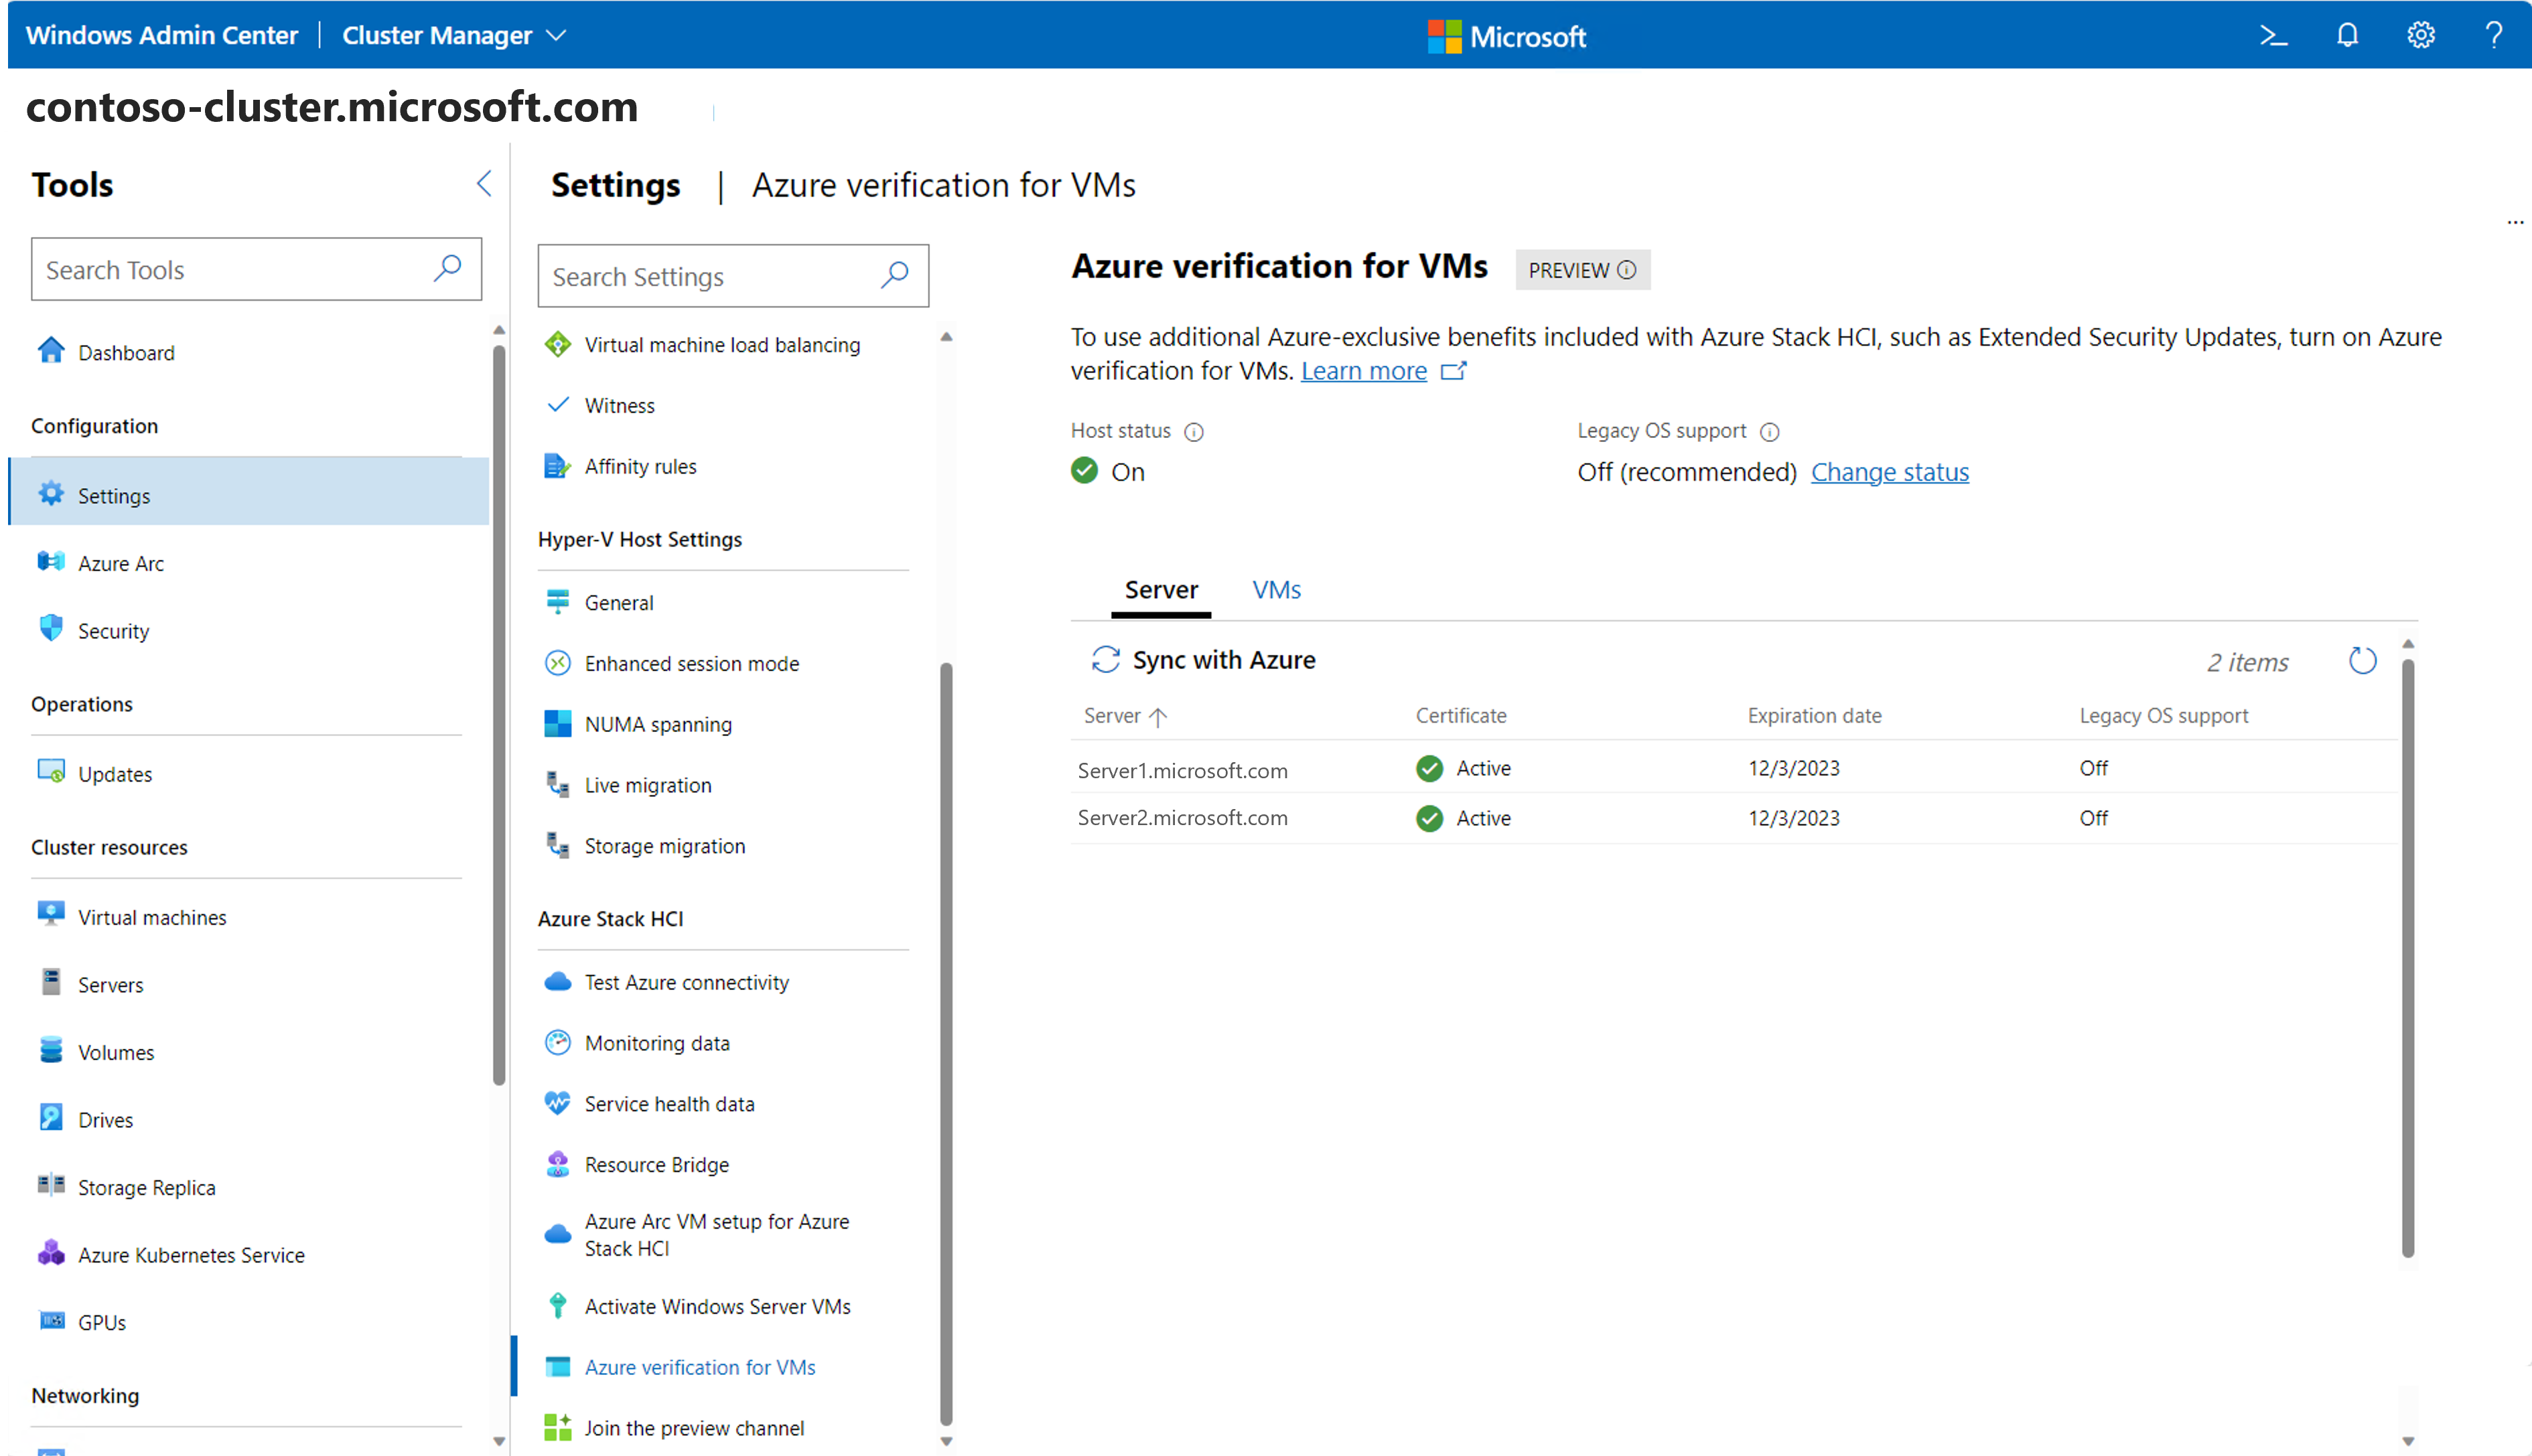 Windows Admin Center | Cluster Manager
Microsoft
contoso-cluster.microsoft.com
Tools
Search Tools
Dashboard
Configuration
Settings
Azure Arc
Security
Operations
Updates
Cluster resources
Virtual machines
Servers
Volumes
Drives
Storage Replica
Azure Kubernetes Service
GPUs
Networking
Settings | Azure verification for VMs
Search Settings
Virtual machine load balancing
Witness
Affinity rules
Hyper-V Host Settings
General
Enhanced session mode
NUMA spanning
Live migration
Storage migration
Azure Stack HCI
Test Azure connectivity
Monitoring data
Service health data
Resource Bridge
Azure Arc VM setup for Azure
Stack HCI
Activate Windows Server VMs
Azure verification for VMs
Join the preview channel
...
Azure verification for VMs PREVIEW
To use additional Azure-exclusive benefits included with Azure Stack HCI, such as Extended Security Updates, turn on Azure
verification for VMs. Learn more
Host status
On
Legacy OS support
Off (recommended) Change status
Server VMs
Sync with Azure 2 items
Server Certificate Expiration date Legacy OS support
Server1.microsoft.com Active 12/3/2023 Off
Server2.microsoft.com Active 12/3/2023 Off